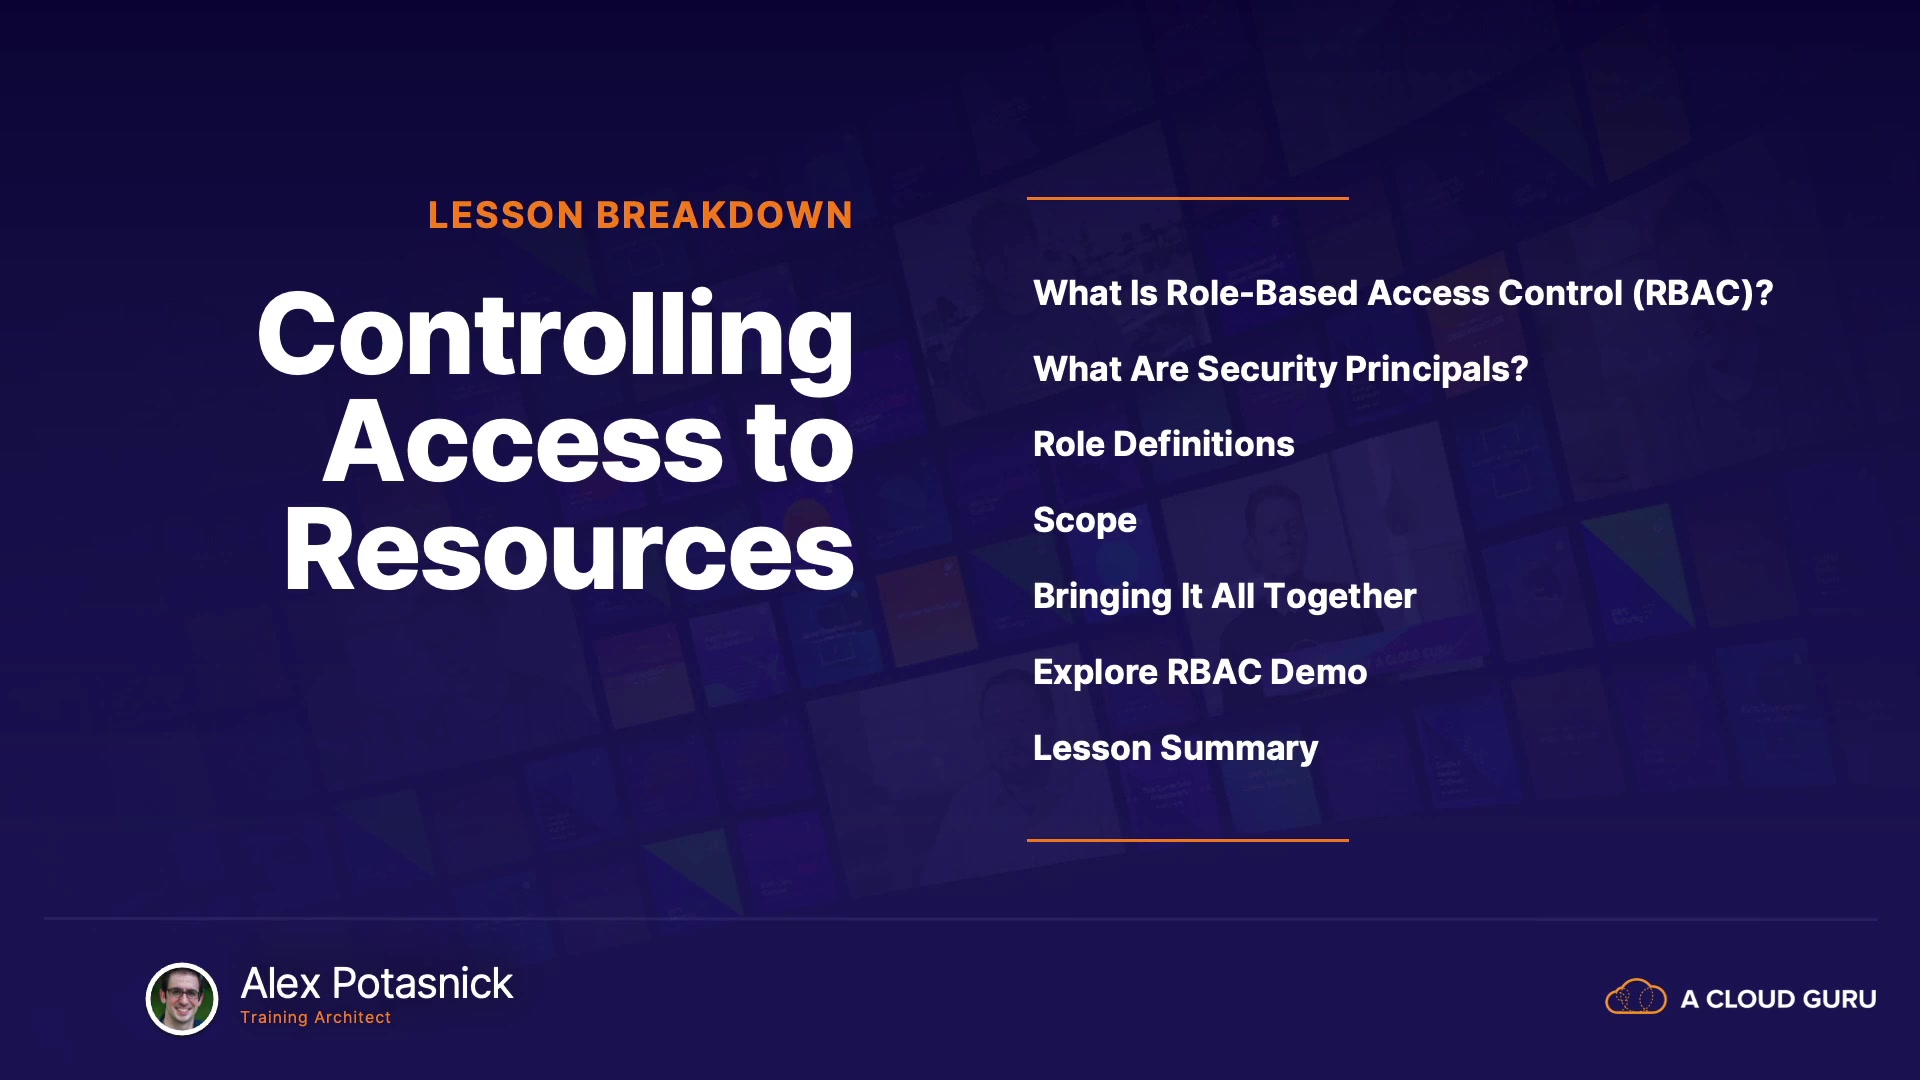 LESSON BREAKDOWN
Controlling
Access to
Resources
What Is Role-Based Access Control (RBAC)?
What Are Security Principals?
Role Definitions
Scope
Bringing It All Together
Explore RBAC Demo
Lesson Summary
Alex Potasnick
Training Architect
A CLOUD GURU